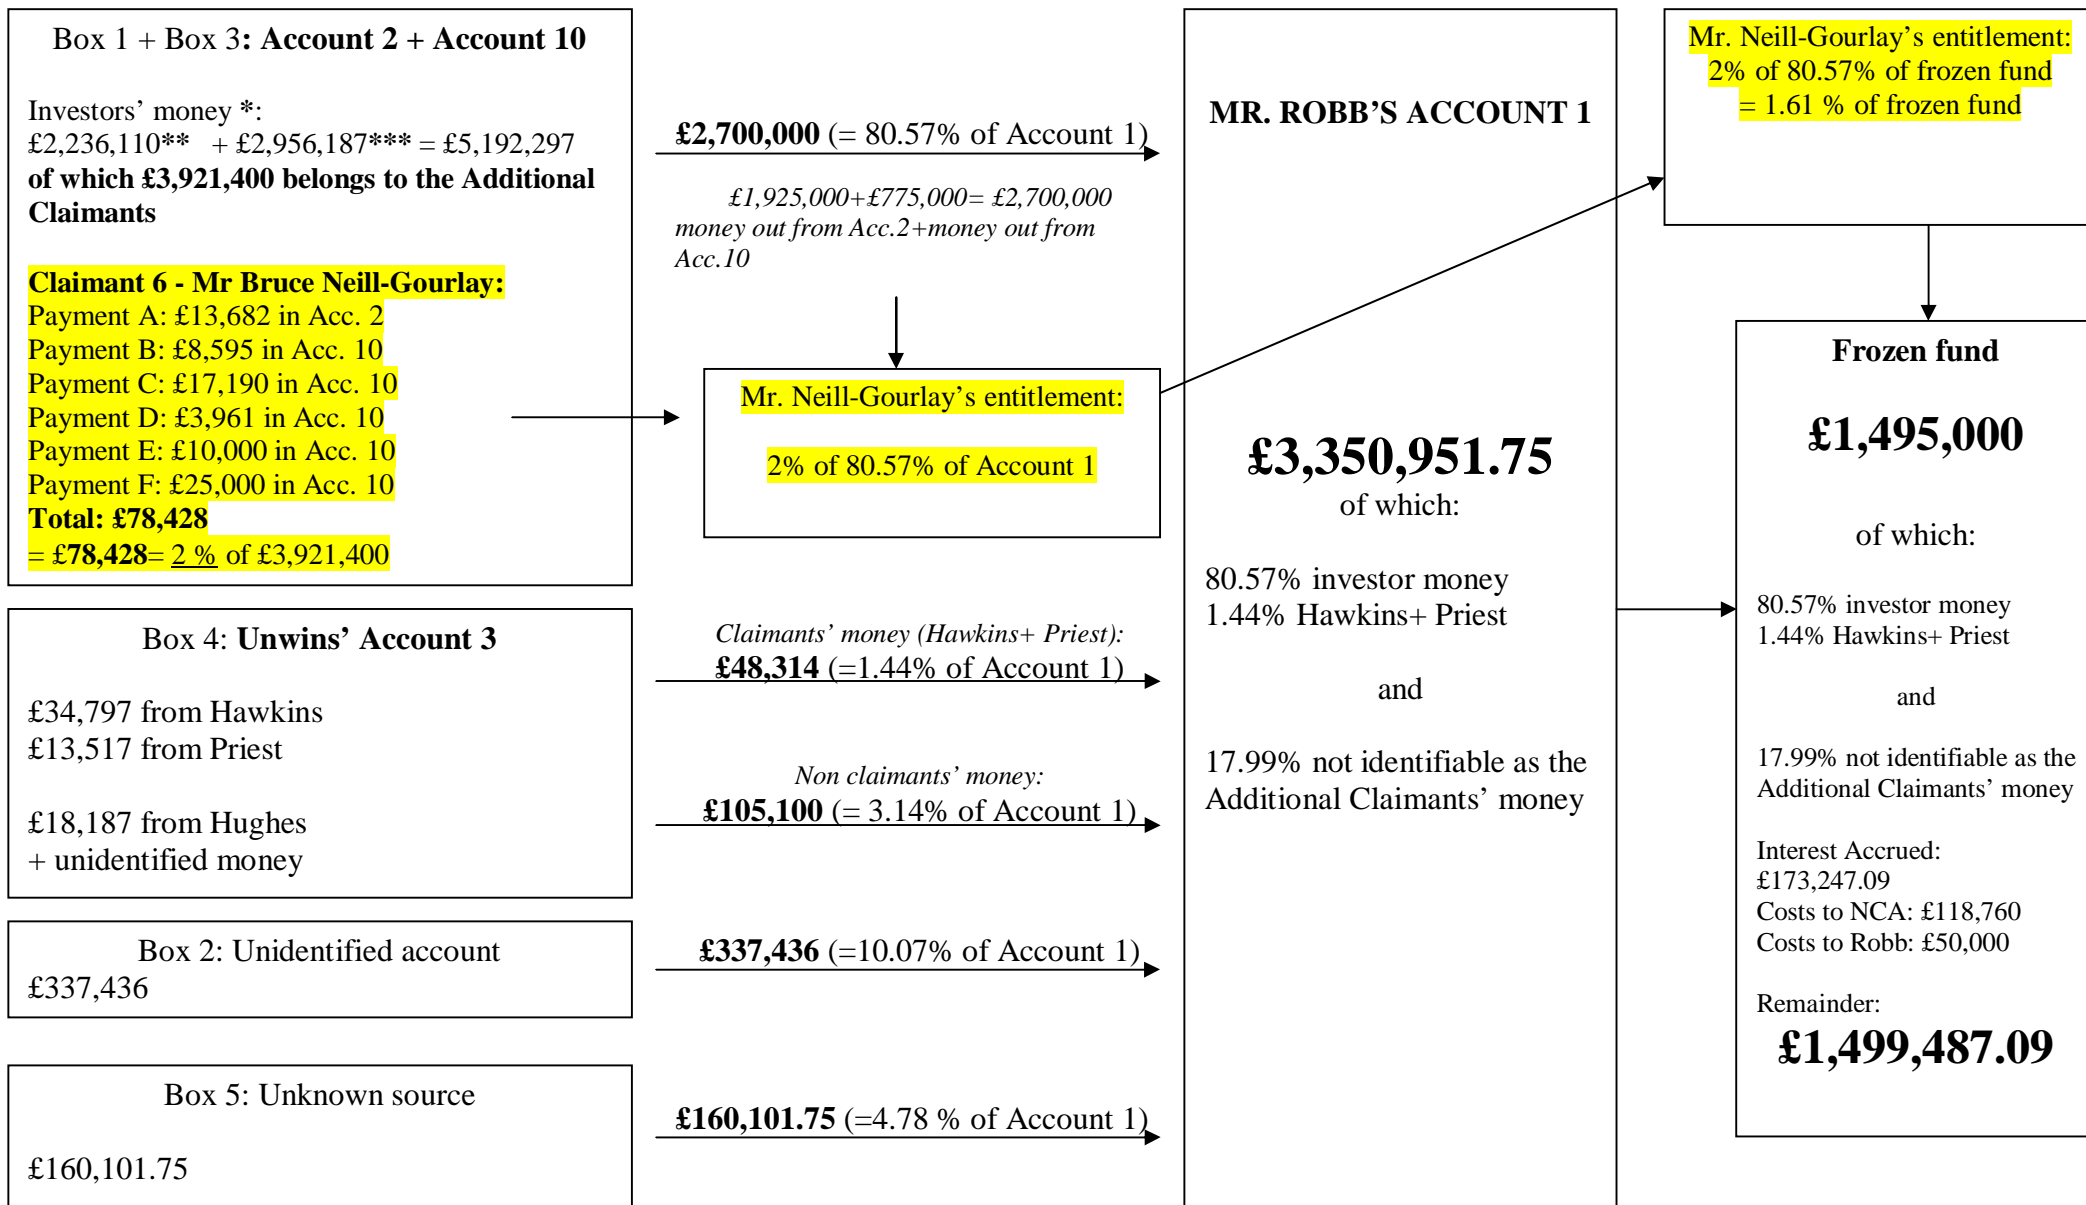 Box 1 + Box 3: Account 2 + Account 10
Investors’ money *:
£2,236,110** + £2,956,187*** = £5,192,297
of which £3,921,400 belongs to the Additional
Claimants
Claimant 6 - Mr Bruce Neill-Gourlay:
Payment A: £13,682 in Acc. 2
Payment B: £8,595 in Acc. 10
Payment C: £17,190 in Acc. 10
Payment D: £3,961 in Acc. 10
Payment E: £10,000 in Acc. 10
Payment F: £25,000 in Acc. 10
Total: £78,428
= £78,428= 2 % of £3,921,400
Box 4: Unwins’ Account 3
£34,797 from Hawkins
£13,517 from Priest
£18,187 from Hughes
+ unidentified money
Box 2: Unidentified account
£337,436
Box 5: Unknown source
£160,101.75
£2,700,000 (= 80.57% of Account 1)
£1,925,000+£775,000= £2,700,000
money out from Acc.2+money out from
Acc.10
Mr. Neill-Gourlay’s entitlement:
2% of 80.57% of Account 1
Claimants’ money (Hawkins+ Priest):
£48,314 (=1.44% of Account 1)
Non claimants’ money:
£105,100 (= 3.14% of Account 1)
£337,436 (=10.07% of Account 1)
£160,101.75 (=4.78 % of Account 1)
MR. ROBB’S ACCOUNT 1
£3,350,951.75
of which:
80.57% investor money
1.44% Hawkins+ Priest
and
17.99% not identifiable as the
Additional Claimants’ money
Mr. Neill-Gourlay’s entitlement:
2% of 80.57% of frozen fund
= 1.61 % of frozen fund
Frozen fund
£1,495,000
of which:
80.57% investor money
1.44% Hawkins+ Priest
and
17.99% not identifiable as the
Additional Claimants’ money
Interest Accrued:
£173,247.09
Costs to NCA: £118,760
Costs to Robb: £50,000
Remainder:
£1,499,487.09